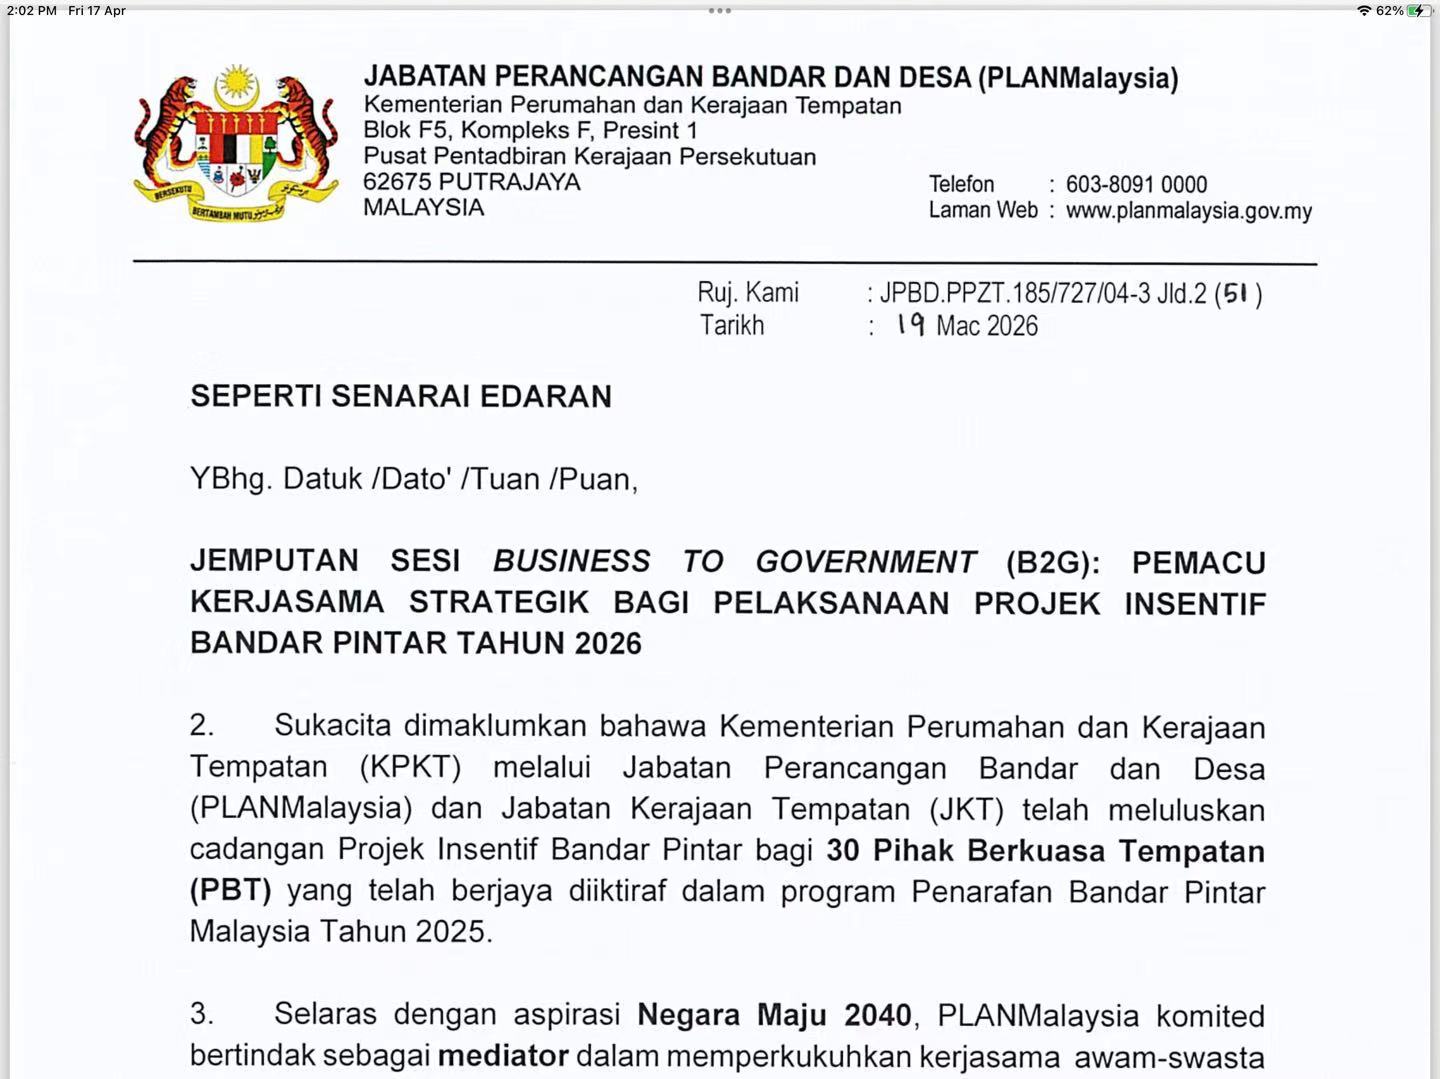 2:02 PM Fri 17 Apr
62%
JABATAN PERANCANGAN BANDAR DAN DESA (PLANMalaysia)
Kementerian Perumahan dan Kerajaan Tempatan
Blok F5, Kompleks F, Presint 1
Pusat Pentadbiran Kerajaan Persekutuan
62675 PUTRAJAYA
MALAYSIA
Telefon : 603-8091 0000
Laman Web : www.planmalaysia.gov.my
BERSEKUTU
BERTAMBAH MUTU
Ruj. Kami : JPBD.PPZT.185/727/04-3 Jld.2 (51)
Tarikh : 19 Mac 2026
SEPERTI SENARAI EDARAN
YBhg. Datuk /Dato' /Tuan /Puan,
JEMPUTAN SESI BUSINESS TO GOVERNMENT (B2G): PEMACU
KERJASAMA STRATEGIK BAGI PELAKSANAAN PROJEK INSENTIF
BANDAR PINTAR TAHUN 2026
2. Sukacita dimaklumkan bahawa Kementerian Perumahan dan Kerajaan
Tempatan (KPKT) melalui Jabatan Perancangan Bandar dan Desa
(PLANMalaysia) dan Jabatan Kerajaan Tempatan (JKT) telah meluluskan
cadangan Projek Insentif Bandar Pintar bagi 30 Pihak Berkuasa Tempatan
(PBT) yang telah berjaya diiktiraf dalam program Penarafan Bandar Pintar
Malaysia Tahun 2025.
3. Selaras dengan aspirasi Negara Maju 2040, PLANMalaysia komited
bertindak sebagai mediator dalam memperkukuhkan kerjasama awam-swasta